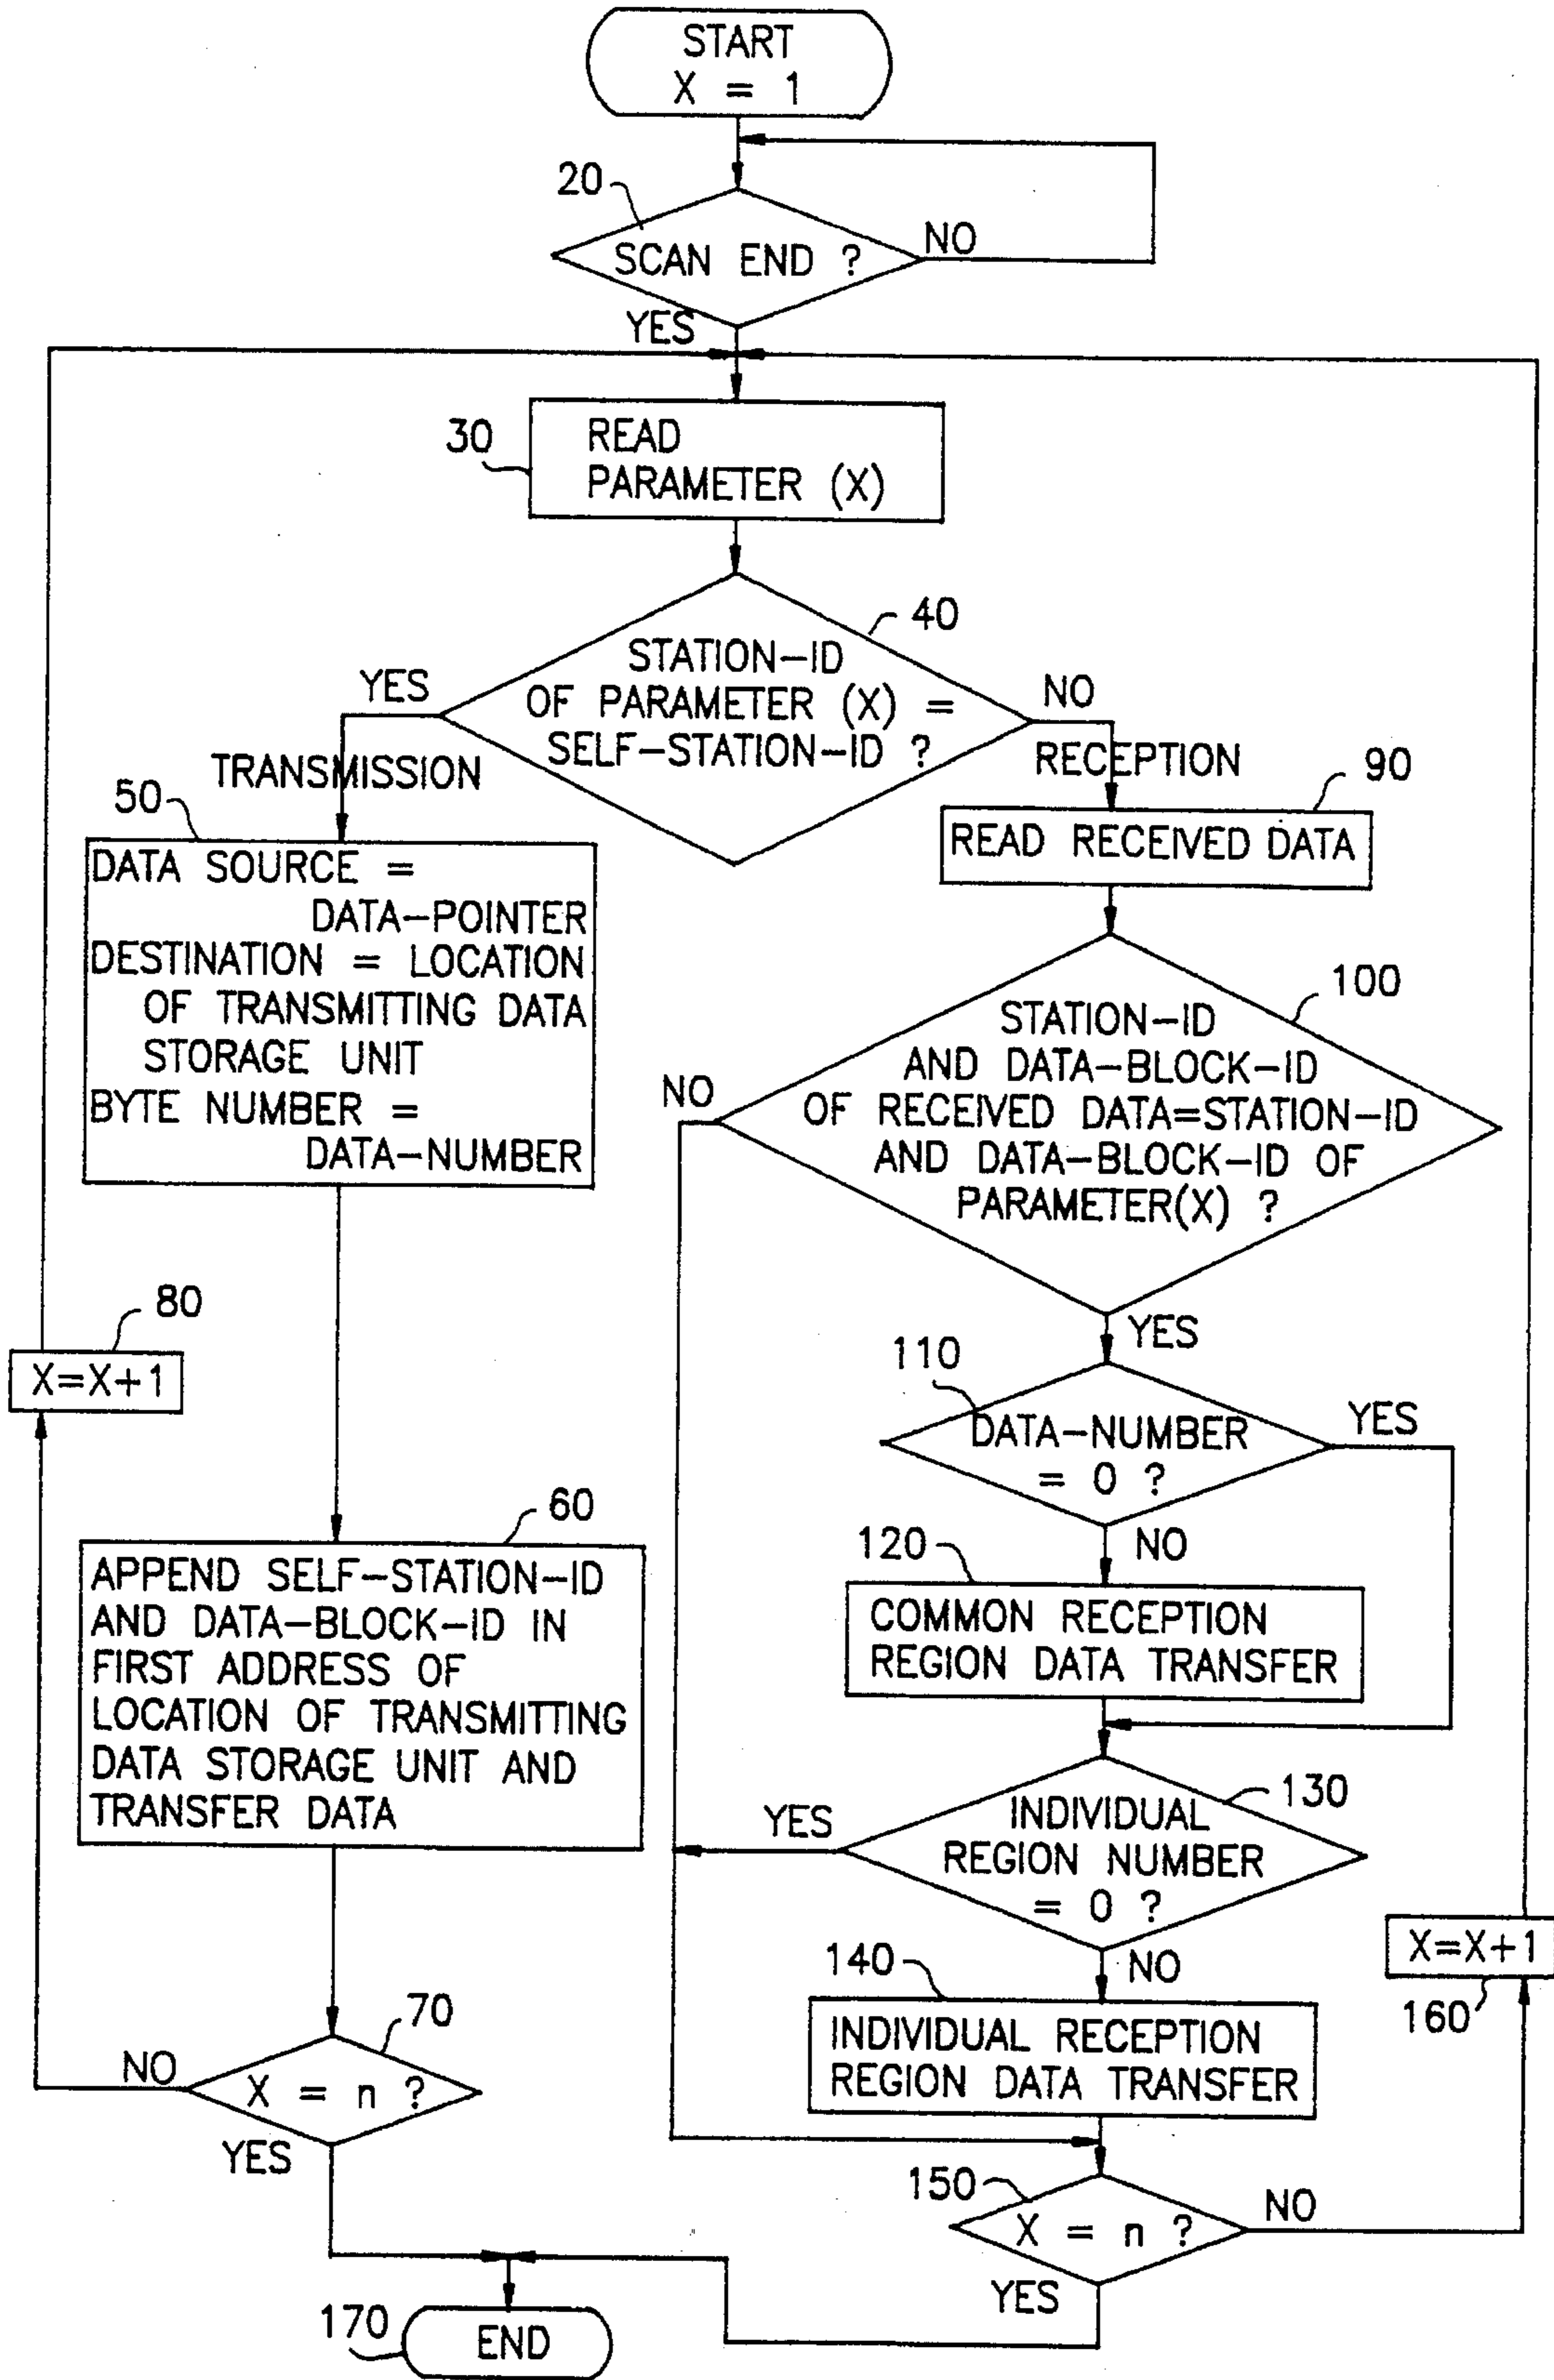 START
X = 1
20
SCAN END ?
NO
YES
30
READ
PARAMETER (X)
40
STATION-ID
OF PARAMETER (X) =
SELF-STATION-ID ?
YES
NO
TRANSMISSION
RECEPTION
50
DATA SOURCE =
DATA-POINTER
DESTINATION = LOCATION
OF TRANSMITTING DATA
STORAGE UNIT
BYTE NUMBER =
DATA-NUMBER
90
READ RECEIVED DATA
100
STATION-ID
AND DATA-BLOCK-ID
OF RECEIVED DATA=STATION-ID
AND DATA-BLOCK-ID OF
PARAMETER(X) ?
NO
YES
80
X=X+1
110
DATA-NUMBER
= 0 ?
YES
NO
60
APPEND SELF-STATION-ID
AND DATA-BLOCK-ID IN
FIRST ADDRESS OF
LOCATION OF TRANSMITTING
DATA STORAGE UNIT AND
TRANSFER DATA
120
COMMON RECEPTION
REGION DATA TRANSFER
130
INDIVIDUAL
REGION NUMBER
= 0 ?
YES
NO
140
INDIVIDUAL RECEPTION
REGION DATA TRANSFER
X=X+1
160
70
X = n ?
NO
YES
150
X = n ?
NO
YES
170
END